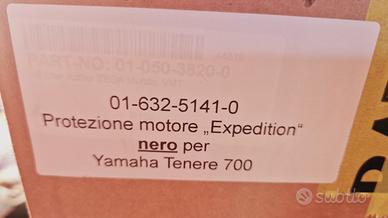 PART-NO: 01-050-3820-0
01-632-5141-0
Protezione motore „Expedition“
nero per
Yamaha Tenere 700
subito